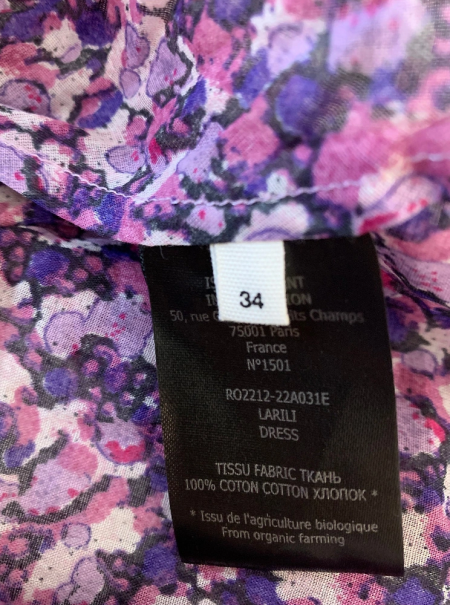 34
50, rue Champs
75001 Paris
France
N°1501
RO2212-22A031E
LARILI
DRESS
TISSU FABRIC ТКАНЬ
100% COTON COTTON ХЛОПОК *
* Issu de l'agriculture biologique
From organic farming